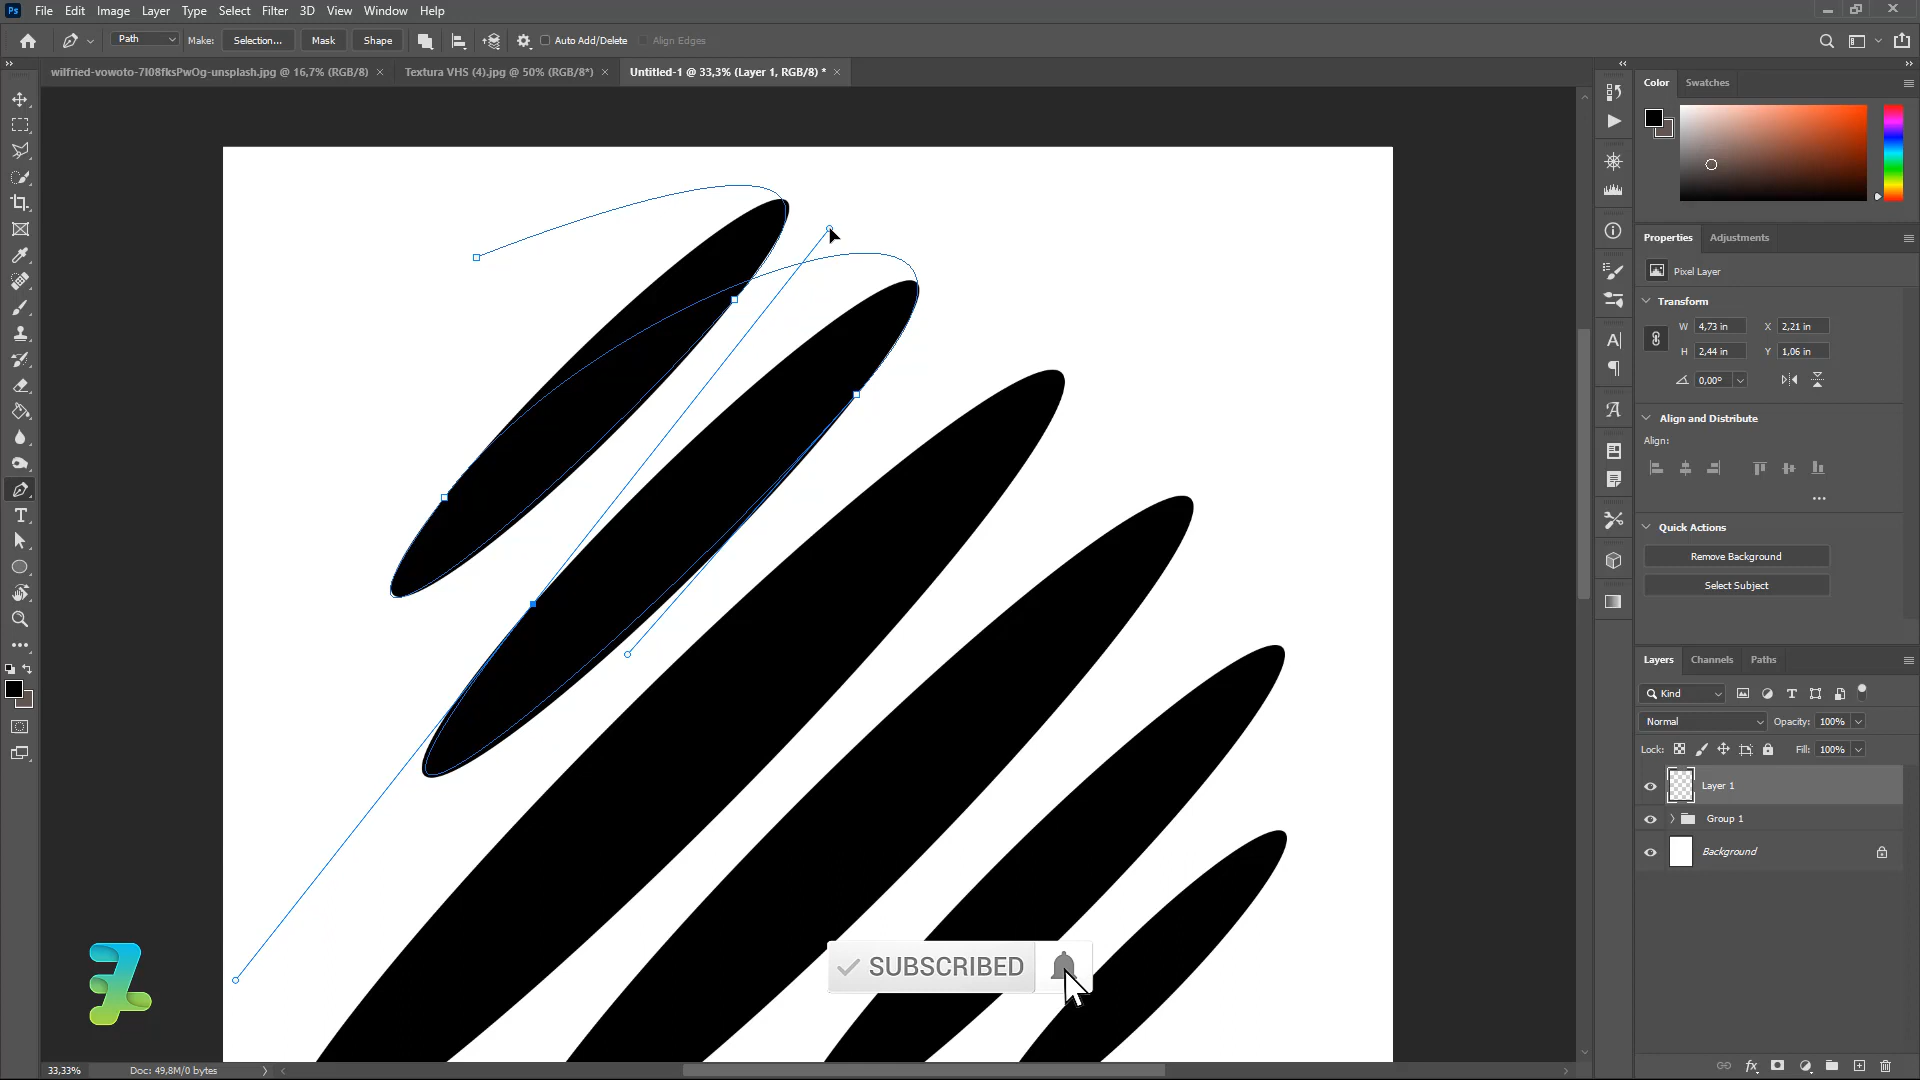 Ps File Edit Image Layer Type Select Filter 3D View Window Help
Path Make: Selection... Mask Shape Auto Add/Delete Align Edges
wilfried-vowoto-7I08fksPwOg-unsplash.jpg @ 16,7% (RGB/8) × Textura VHS (4).jpg @ 50% (RGB/8*) × Untitled-1 @ 33,3% (Layer 1, RGB/8) * ×
Color Swatches
Properties Adjustments
Pixel Layer
Transform
W 4,73 in X 2,21 in
H 2,44 in Y 1,06 in
0,00°
Align and Distribute
Align:
Quick Actions
Remove Background
Select Subject
Layers Channels Paths
Kind
Normal Opacity: 100%
Lock: Fill: 100%
Layer 1
Group 1
Background
SUBSCRIBED
33,33% Doc: 49,8M/0 bytes